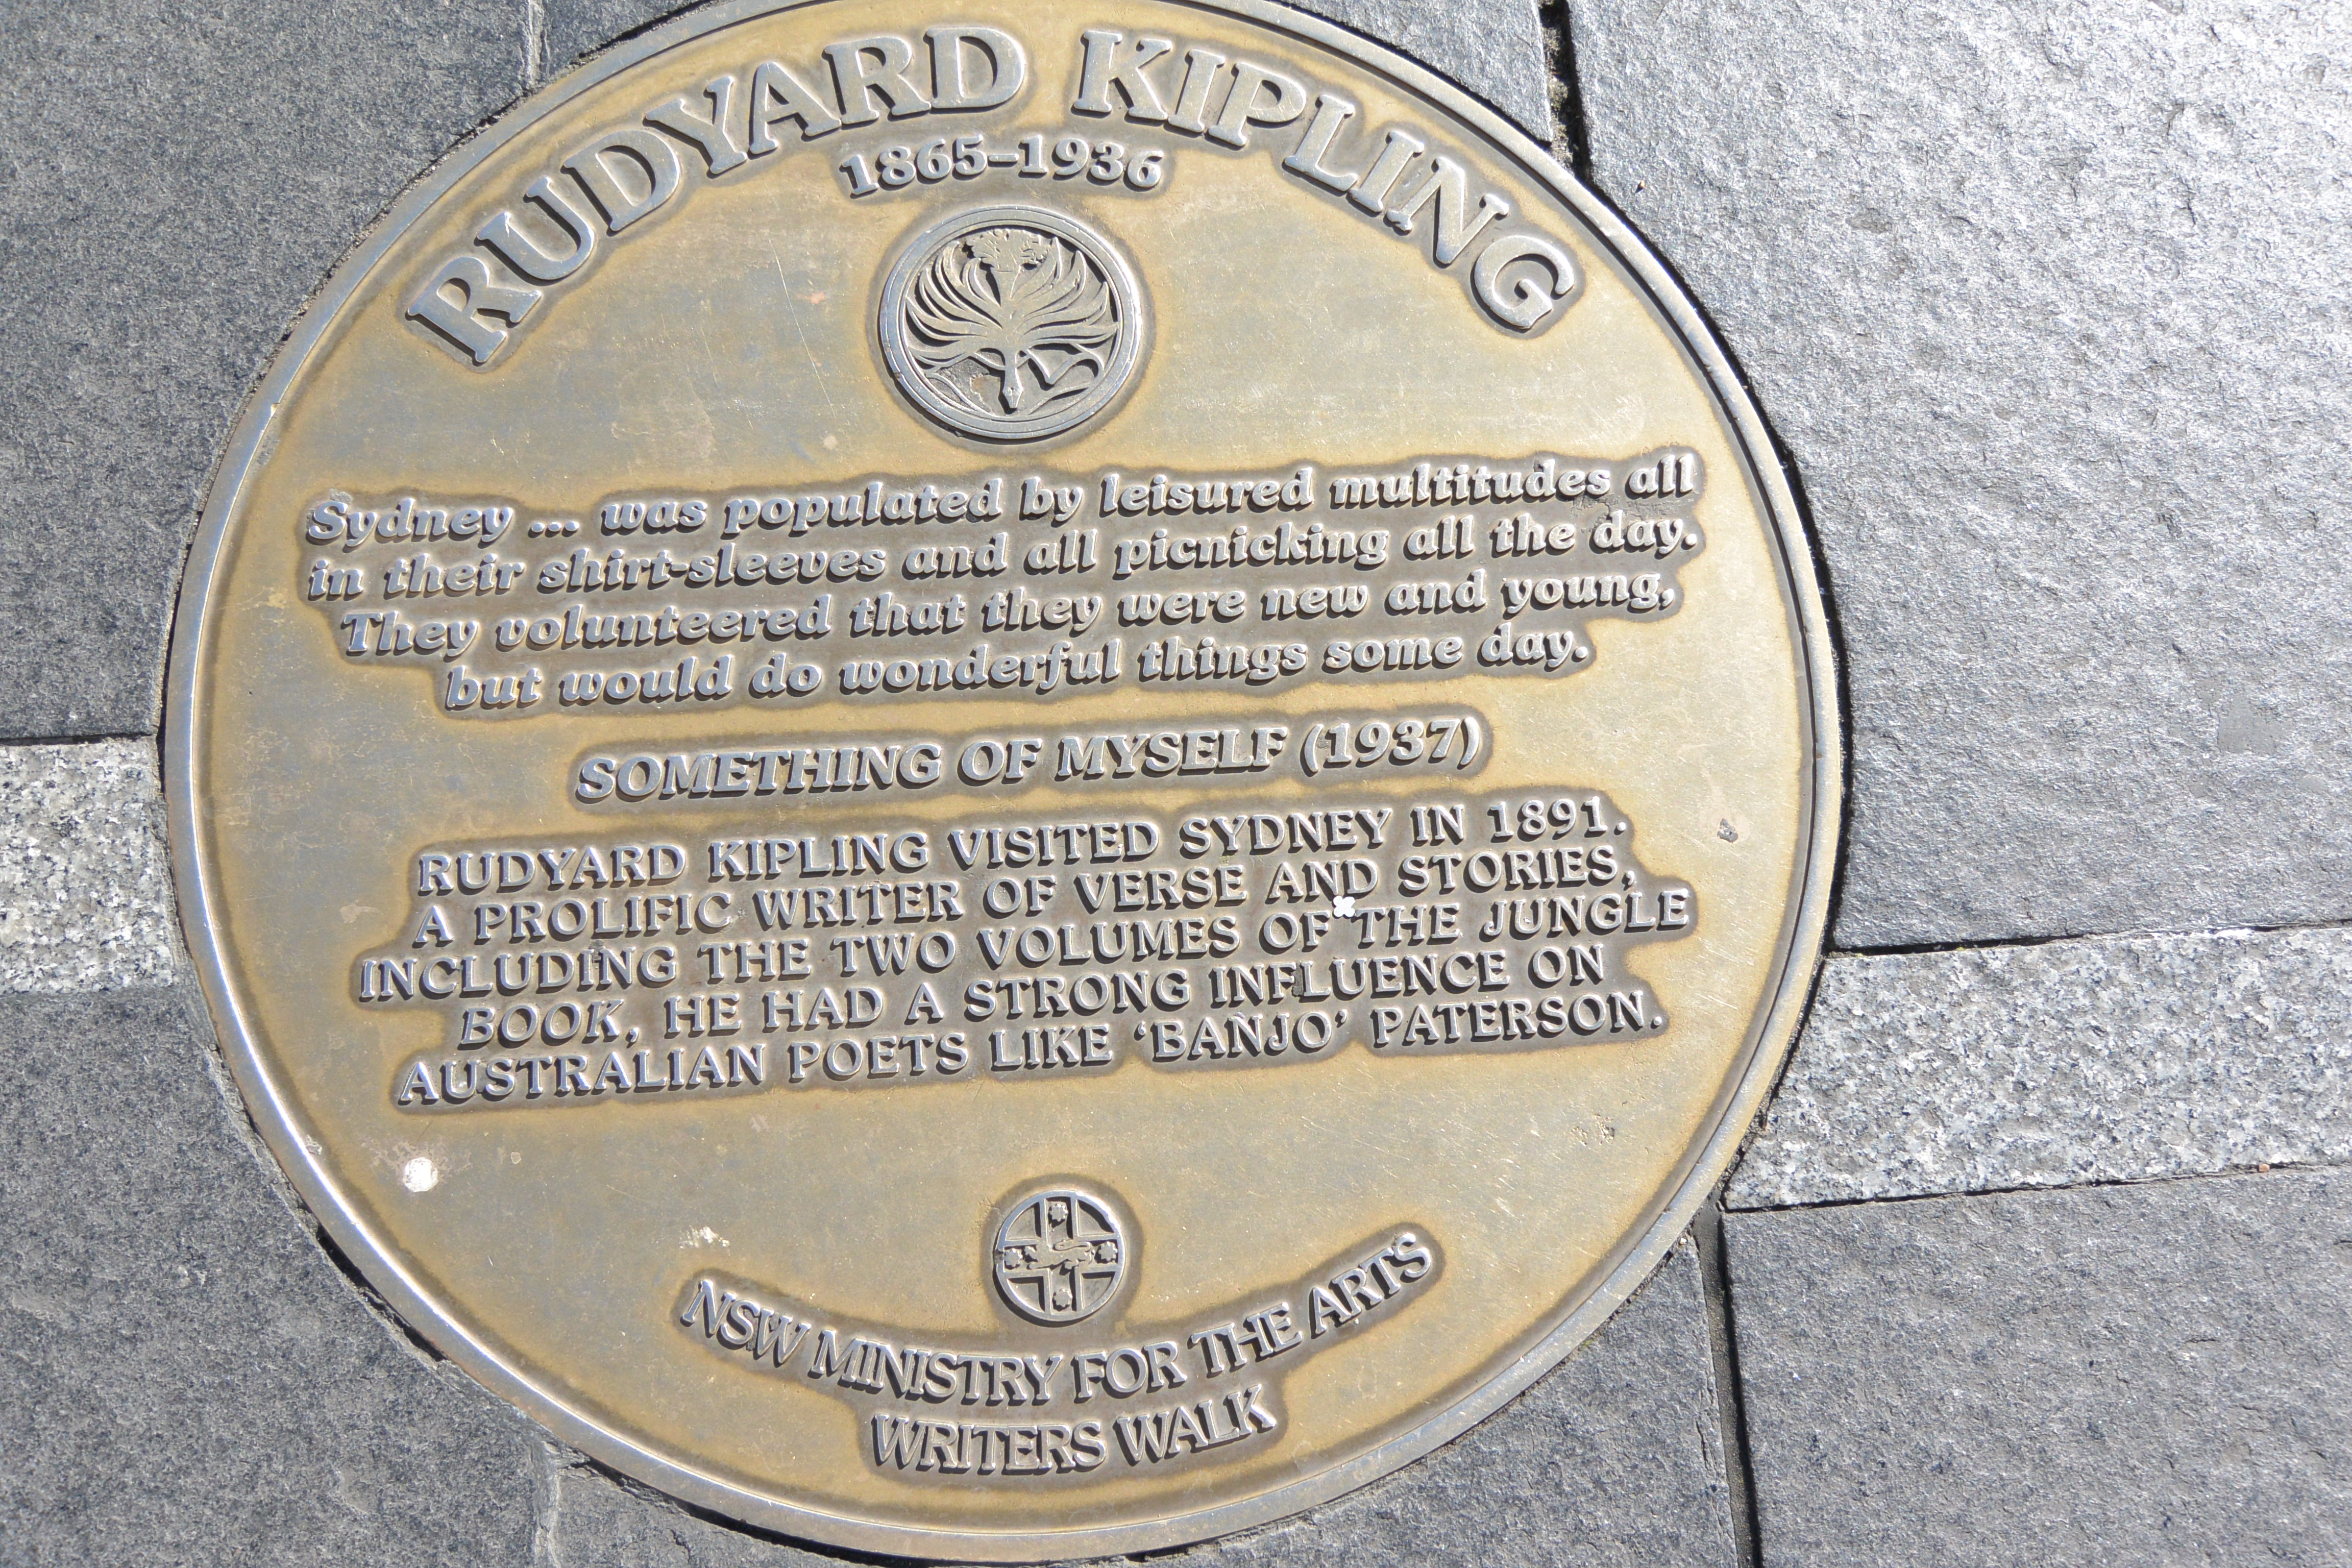 RUDYARD KIPLING
1865–1936
Sydney ... was populated by leisured multitudes all
in their shirt-sleeves and all picnicking all the day.
They volunteered that they were new and young,
but would do wonderful things some day.
SOMETHING OF MYSELF (1937)
RUDYARD KIPLING VISITED SYDNEY IN 1891.
A PROLIFIC WRITER OF VERSE AND STORIES,
INCLUDING THE TWO VOLUMES OF THE JUNGLE
BOOK, HE HAD A STRONG INFLUENCE ON
AUSTRALIAN POETS LIKE ‘BANJO’ PATERSON.
NSW MINISTRY FOR THE ARTS
WRITERS WALK